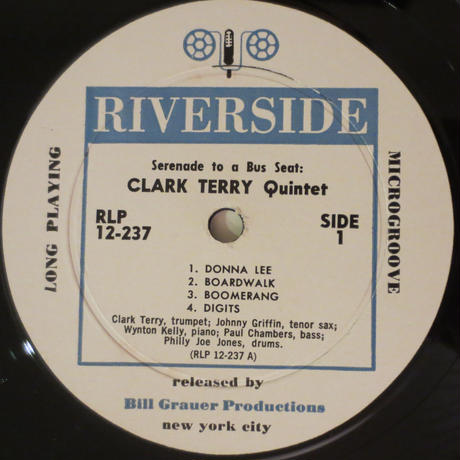 RIVERSIDE
Serenade to a Bus Seat:
CLARK TERRY Quintet
RLP
12-237
SIDE
1
LONG PLAYING
MICROGROOVE
1. DONNA LEE
2. BOARDWALK
3. BOOMERANG
4. DIGITS
Clark Terry, trumpet; Johnny Griffin, tenor sax;
Wynton Kelly, piano; Paul Chambers, bass;
Philly Joe Jones, drums.
(RLP 12-237 A)
released by
Bill Grauer Productions
new york city